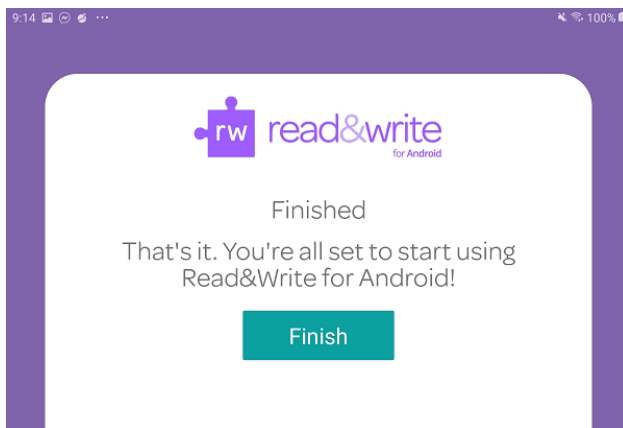 9:14 100%
rw read&write
for Android
Finished
That's it. You're all set to start using
Read&Write for Android!
Finish